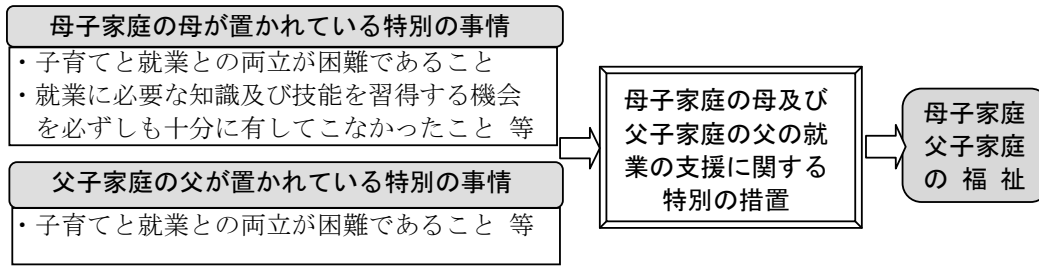 母子家庭の母が置かれている特別の事情
・子育てと就業との両立が困難であること
・就業に必要な知識及び技能を習得する機会
を必ずしも十分に有してこなかったこと 等
父子家庭の父が置かれている特別の事情
・子育てと就業との両立が困難であること 等
母子家庭の母及び
父子家庭の父の就
業の支援に関する
特別の措置
母子家庭
父子家庭
の 福 祉